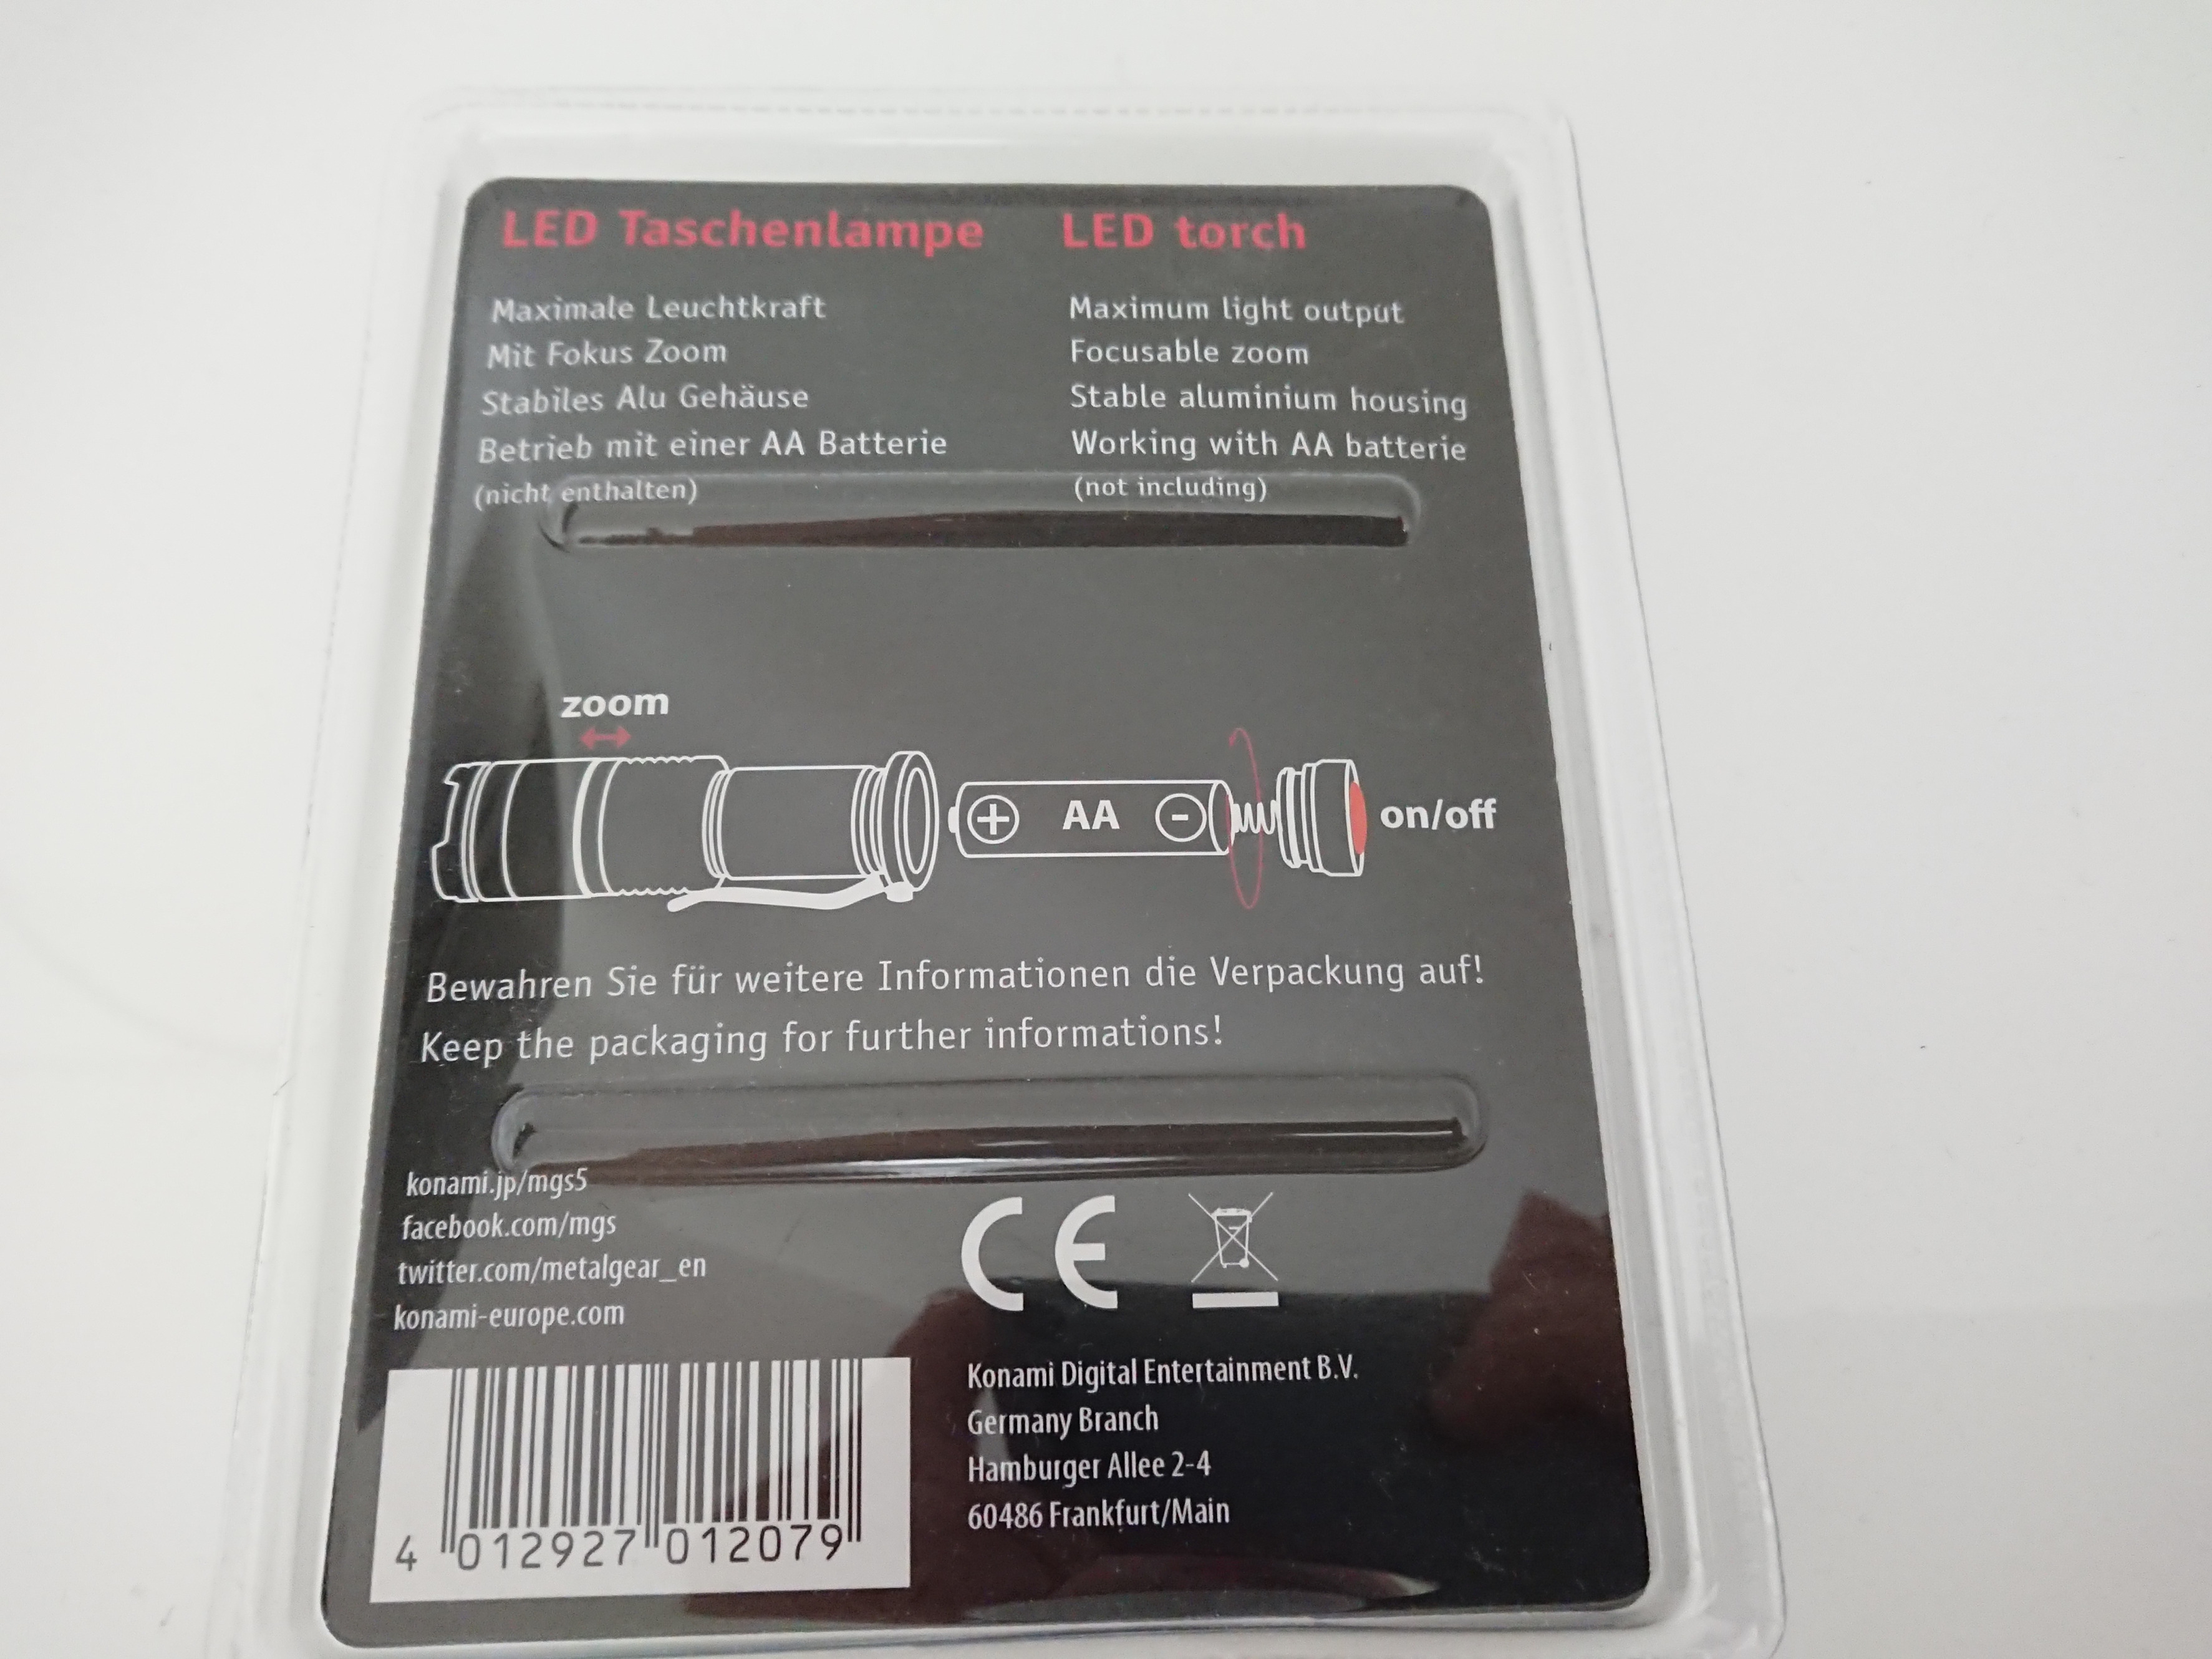 LED Taschenlampe
Maximale Leuchtkraft
Mit Fokus Zoom
Stabiles Alu Gehäuse
Betrieb mit einer AA Batterie
(nicht enthalten)
LED torch
Maximum light output
Focusable zoom
Stable aluminium housing
Working with AA batterie
(not including)
zoom
+ AA -
on/off
Bewahren Sie für weitere Informationen die Verpackung auf!
Keep the packaging for further informations!
konami.jp/mgs5
facebook.com/mgs
twitter.com/metalgear_en
konami-europe.com
CE
4 012927 012079
Konami Digital Entertainment B.V.
Germany Branch
Hamburger Allee 2-4
60486 Frankfurt/Main